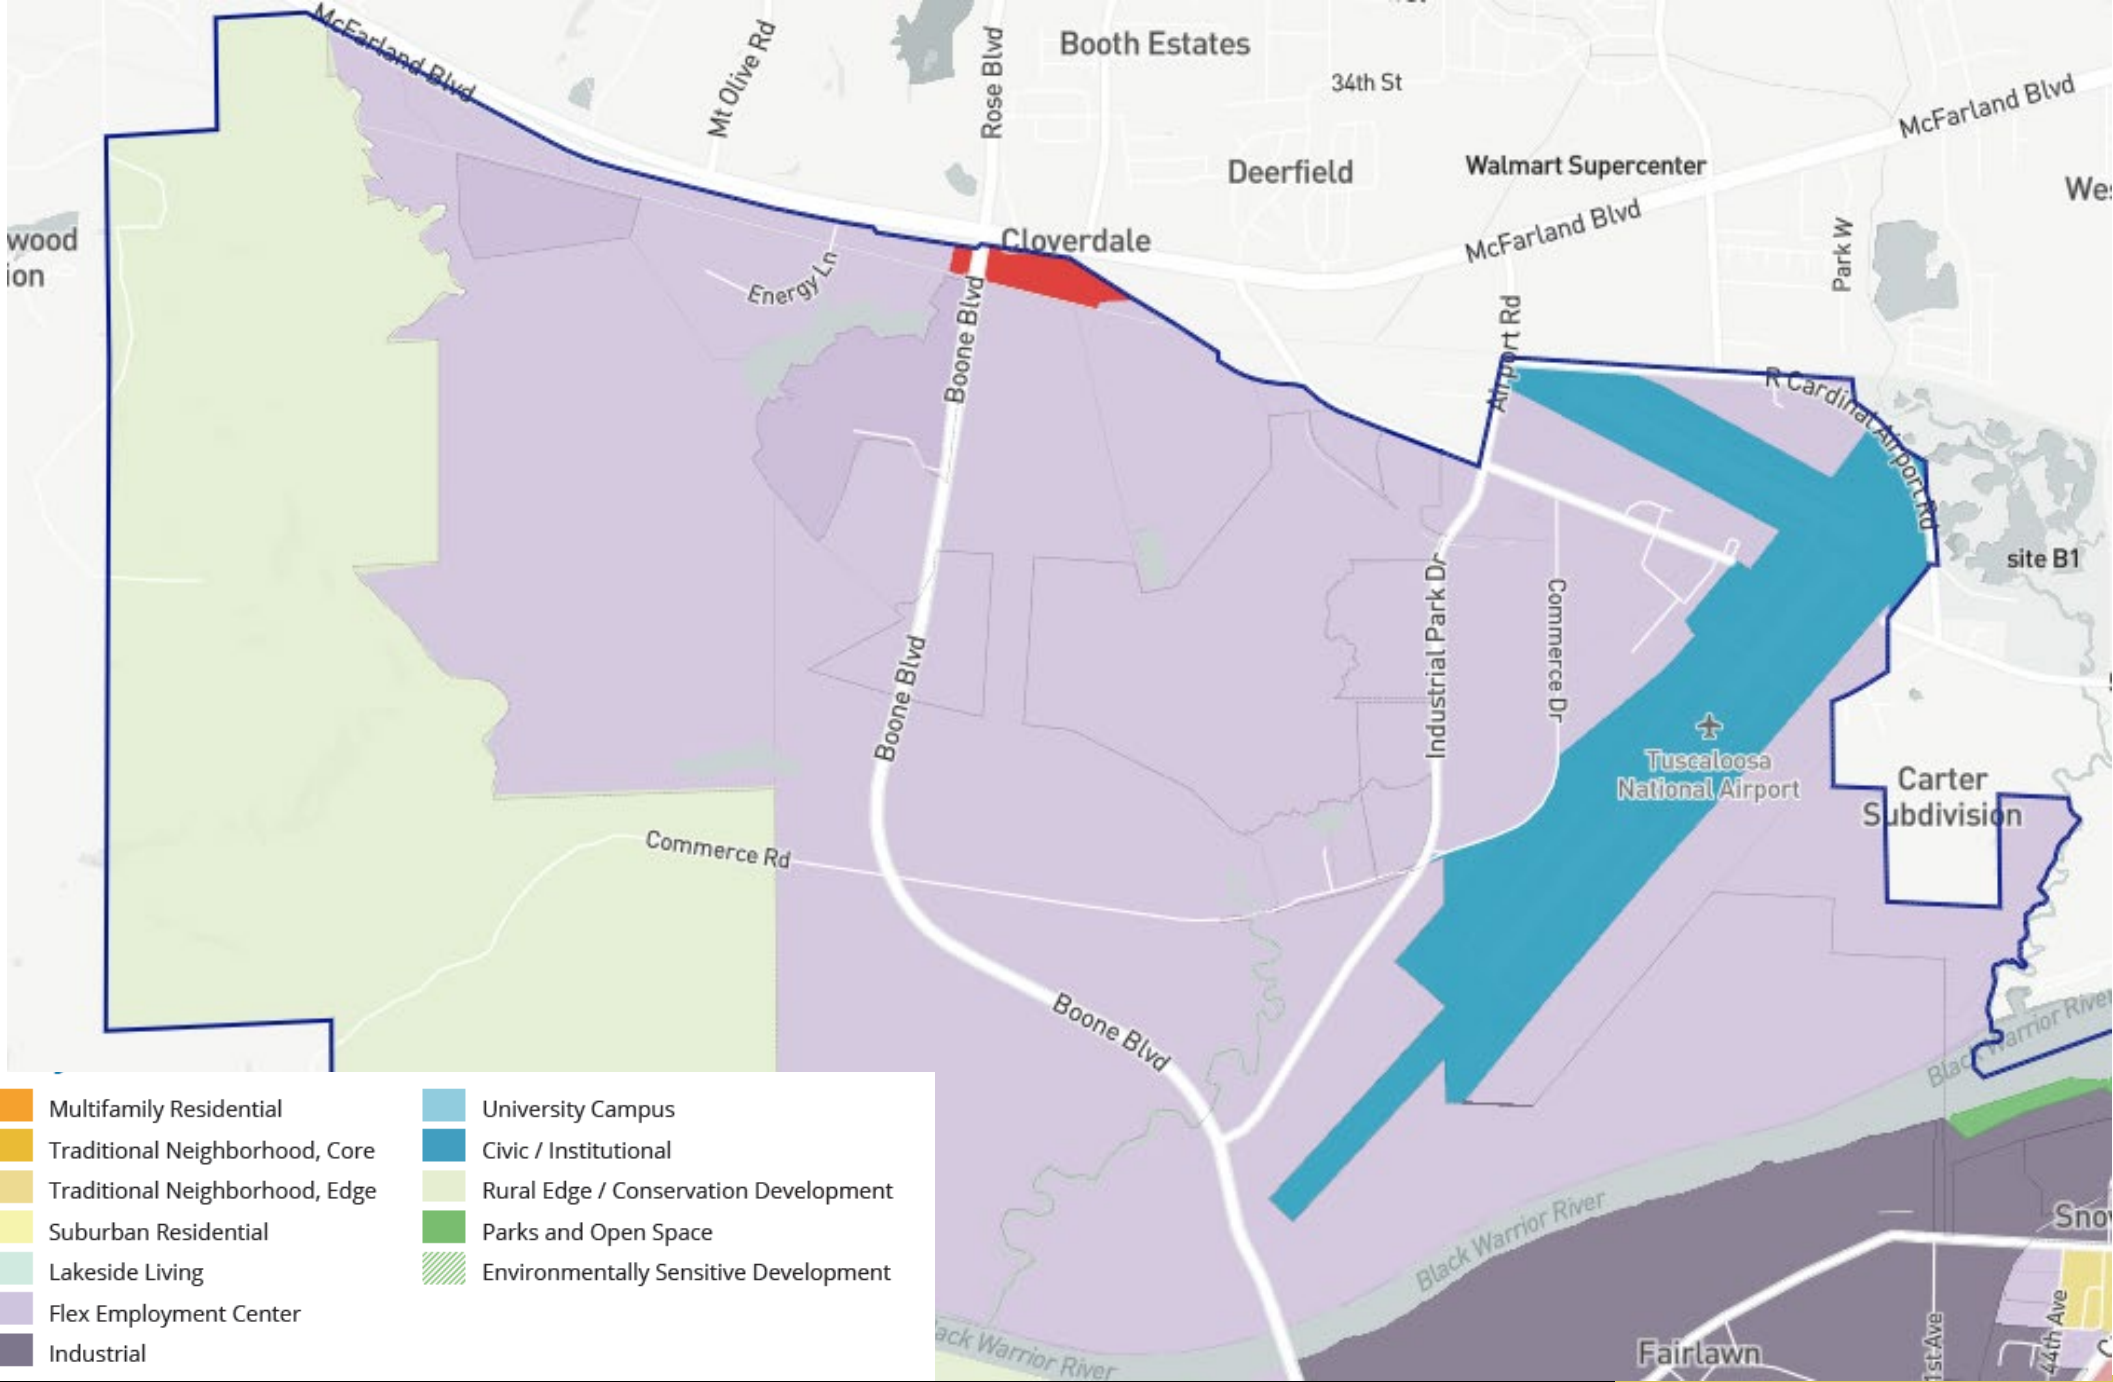 McFarland Blvd
Mt Olive Rd
Rose Blvd
Booth Estates
34th St
McFarland Blvd
Deerfield
Walmart Supercenter
McFarland Blvd
Park W
wood
ion
Cloverdale
Energy Ln
Boone Blvd
Airport Rd
R Cardinal Airport Rd
site B1
Industrial Park Dr
Commerce Dr
Boone Blvd
Tuscaloosa
National Airport
Carter
Subdivision
Commerce Rd
Boone Blvd
Black Warrior River
Black Warrior River
ack Warrior River
Fairlawn
1st Ave
44th Ave
Multifamily Residential
Traditional Neighborhood, Core
Traditional Neighborhood, Edge
Suburban Residential
Lakeside Living
Flex Employment Center
Industrial
University Campus
Civic / Institutional
Rural Edge / Conservation Development
Parks and Open Space
Environmentally Sensitive Development